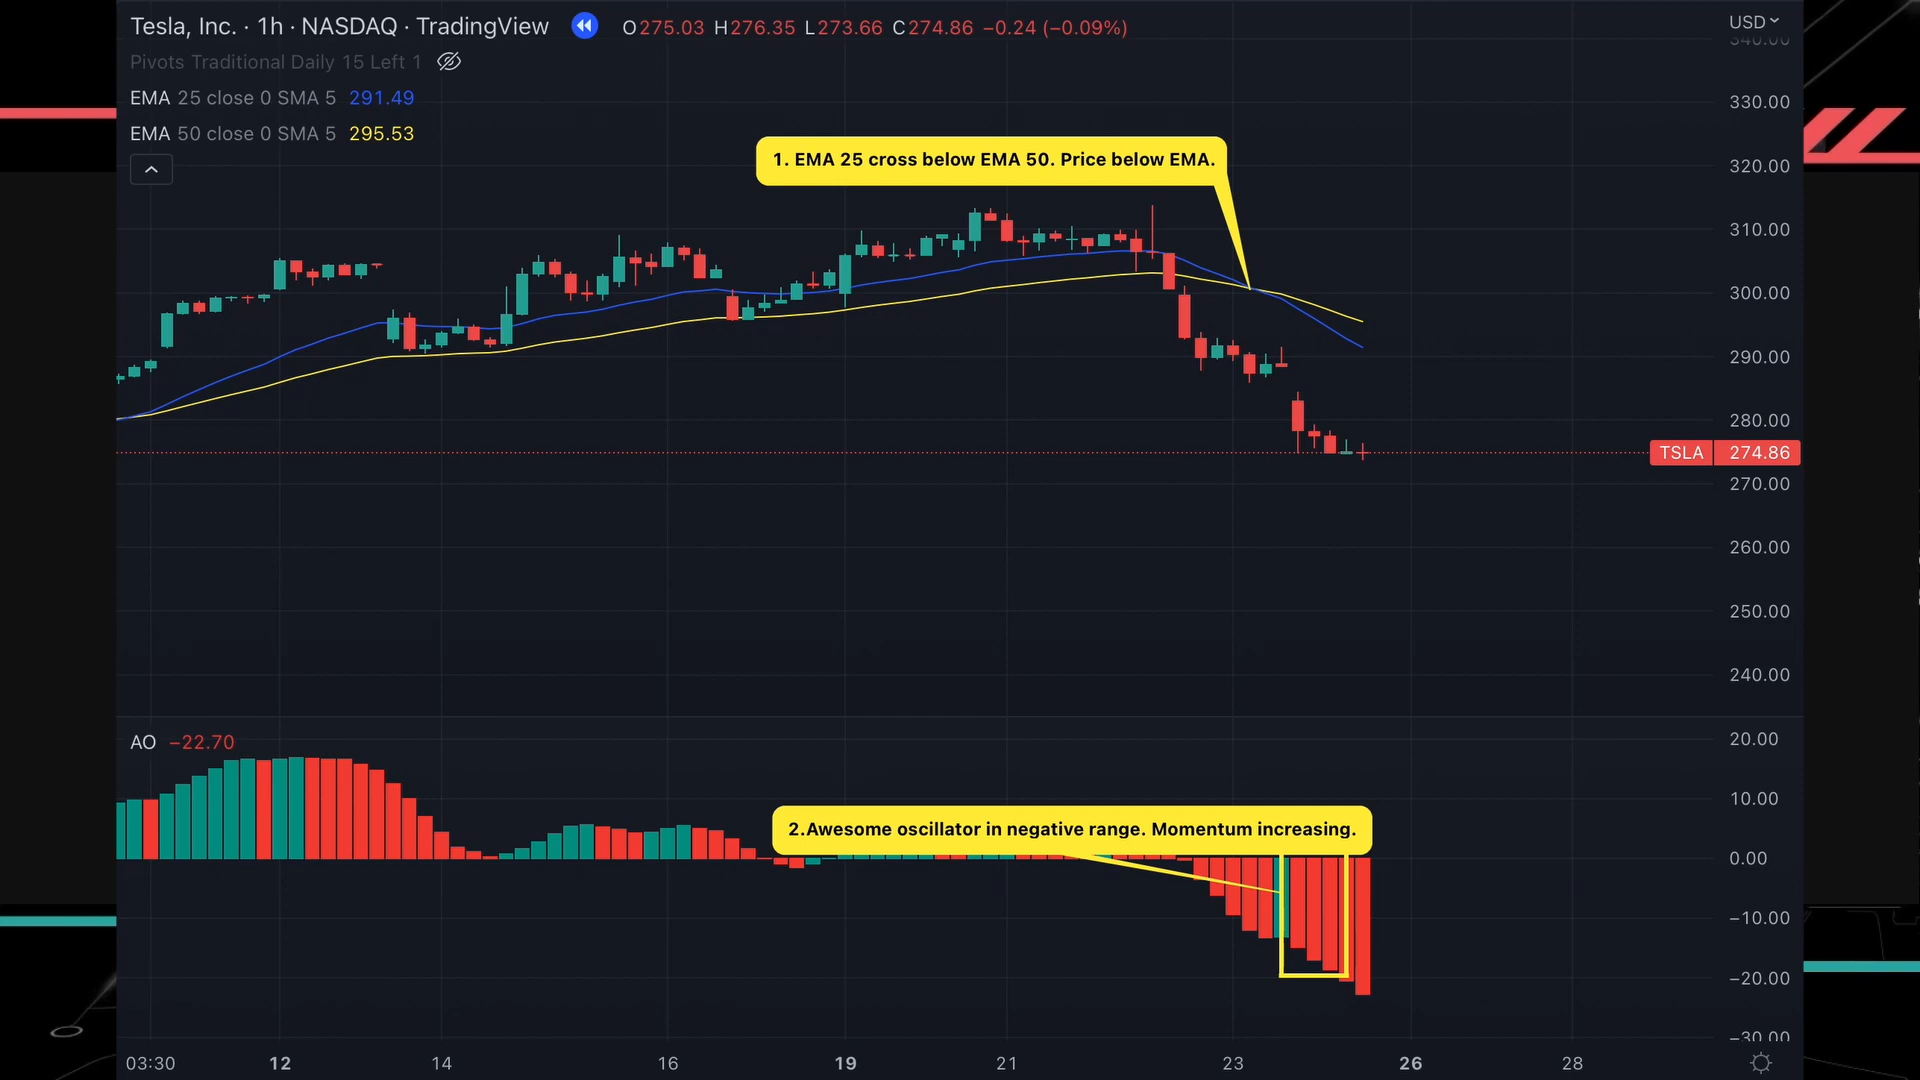 Tesla, Inc. · 1h · NASDAQ · TradingView O275.03 H276.35 L273.66 C274.86 −0.24 (−0.09%)
USD
340.00
Pivots Traditional Daily 15 Left 1
EMA 25 close 0 SMA 5 291.49
330.00
EMA 50 close 0 SMA 5 295.53
1. EMA 25 cross below EMA 50. Price below EMA.
320.00
310.00
300.00
290.00
280.00
TSLA 274.86
270.00
260.00
250.00
240.00
AO −22.70
20.00
10.00
2.Awesome oscillator in negative range. Momentum increasing.
0.00
−10.00
−20.00
−30.00
03:30 12 14 16 19 21 23 26 28